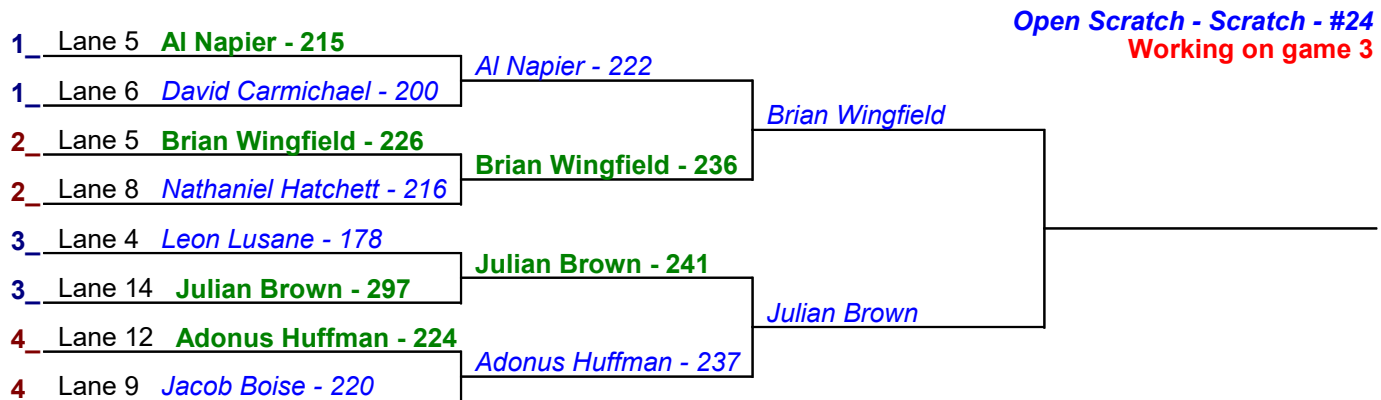 Open Scratch - Scratch - #24
Working on game 3
1_ Lane 5 Al Napier - 215
1_ Lane 6 David Carmichael - 200
2_ Lane 5 Brian Wingfield - 226
2_ Lane 8 Nathaniel Hatchett - 216
3_ Lane 4 Leon Lusane - 178
3_ Lane 14 Julian Brown - 297
4_ Lane 12 Adonus Huffman - 224
4 Lane 9 Jacob Boise - 220
Al Napier - 222
Brian Wingfield - 236
Julian Brown - 241
Adonus Huffman - 237
Brian Wingfield
Julian Brown